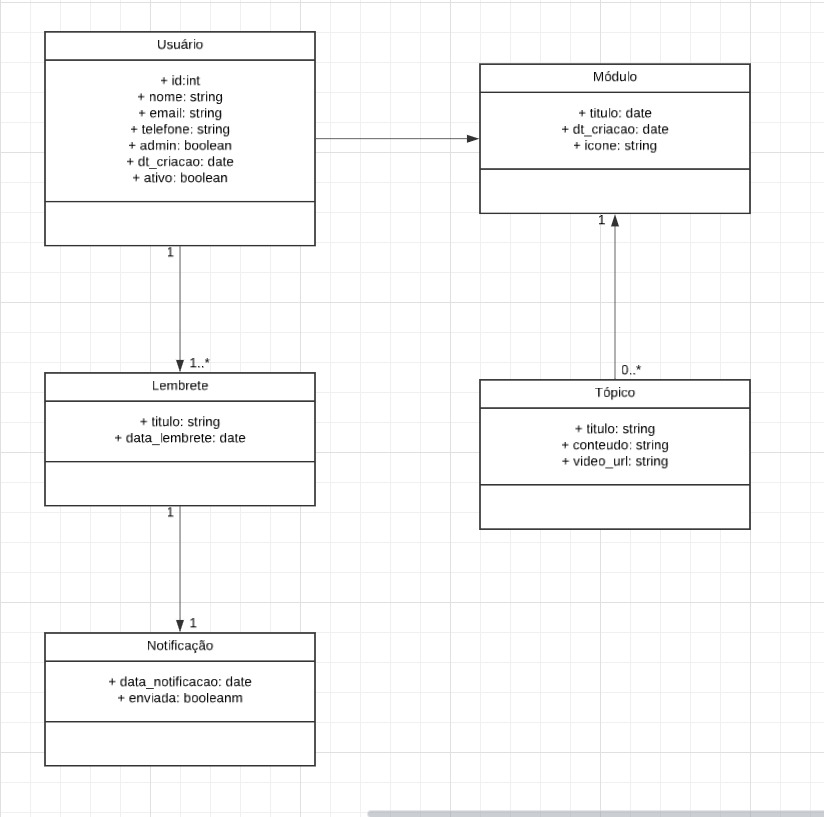 Usuário
+ id:int
+ nome: string
+ email: string
+ telefone: string
+ admin: boolean
+ dt_criacao: date
+ ativo: boolean
Módulo
+ titulo: date
+ dt_criacao: date
+ icone: string
1
1
1..*
Lembrete
+ titulo: string
+ data_lembrete: date
0..*
Tópico
+ titulo: string
+ conteudo: string
+ video_url: string
1
1
Notificação
+ data_notificacao: date
+ enviada: booleanm